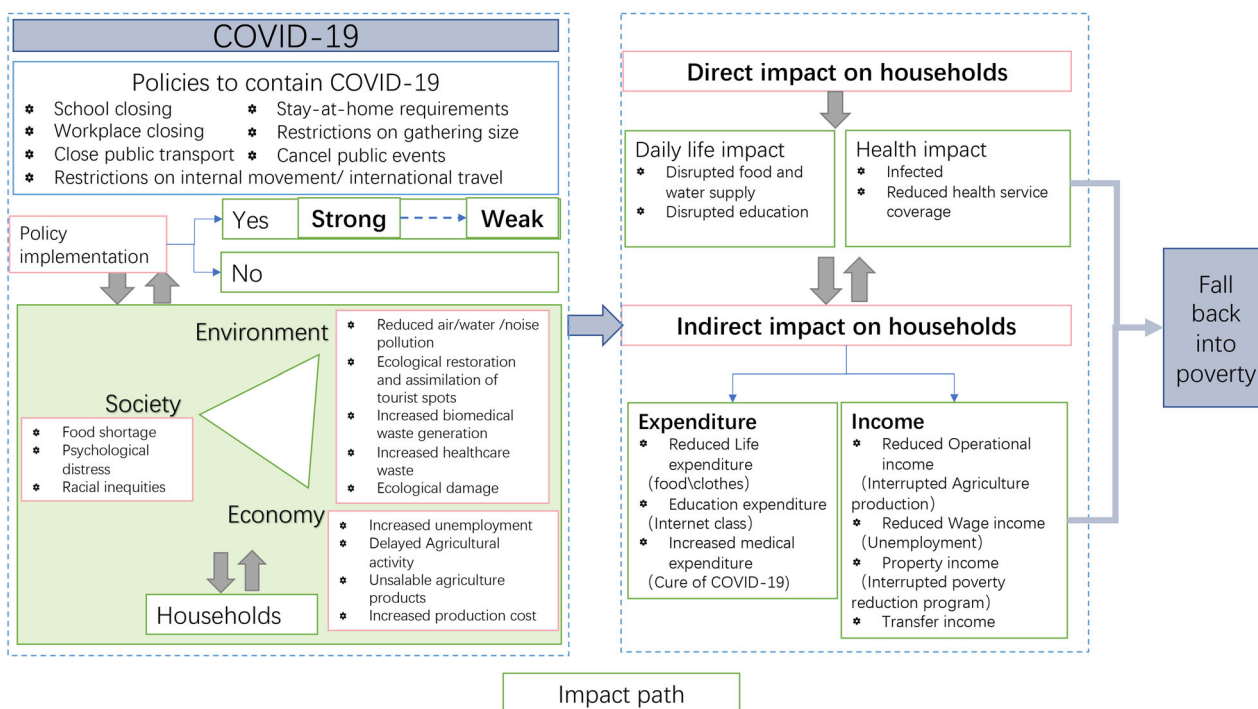 COVID-19
Policies to contain COVID-19
School closing
Stay-at-home requirements
Workplace closing
Restrictions on gathering size
Close public transport
Cancel public events
Restrictions on internal movement/ international travel
Policy
implementation
Yes
Strong
Weak
No
Environment
Reduced air/water /noise
pollution
Ecological restoration
and assimilation of
tourist spots
Increased biomedical
waste generation
Increased healthcare
waste
Ecological damage
Society
Food shortage
Psychological
distress
Racial inequities
Economy
Increased unemployment
Delayed Agricultural
activity
Unsalable agriculture
products
Increased production cost
Households
Direct impact on households
Daily life impact
Disrupted food and
water supply
Disrupted education
Health impact
Infected
Reduced health service
coverage
Indirect impact on households
Expenditure
Reduced Life
expenditure
(food\clothes)
Education expenditure
(Internet class)
Increased medical
expenditure
(Cure of COVID-19)
Income
Reduced Operational
income
(Interrupted Agriculture
production)
Reduced Wage income
(Unemployment)
Property income
(Interrupted poverty
reduction program)
Transfer income
Fall
back
into
poverty
Impact path